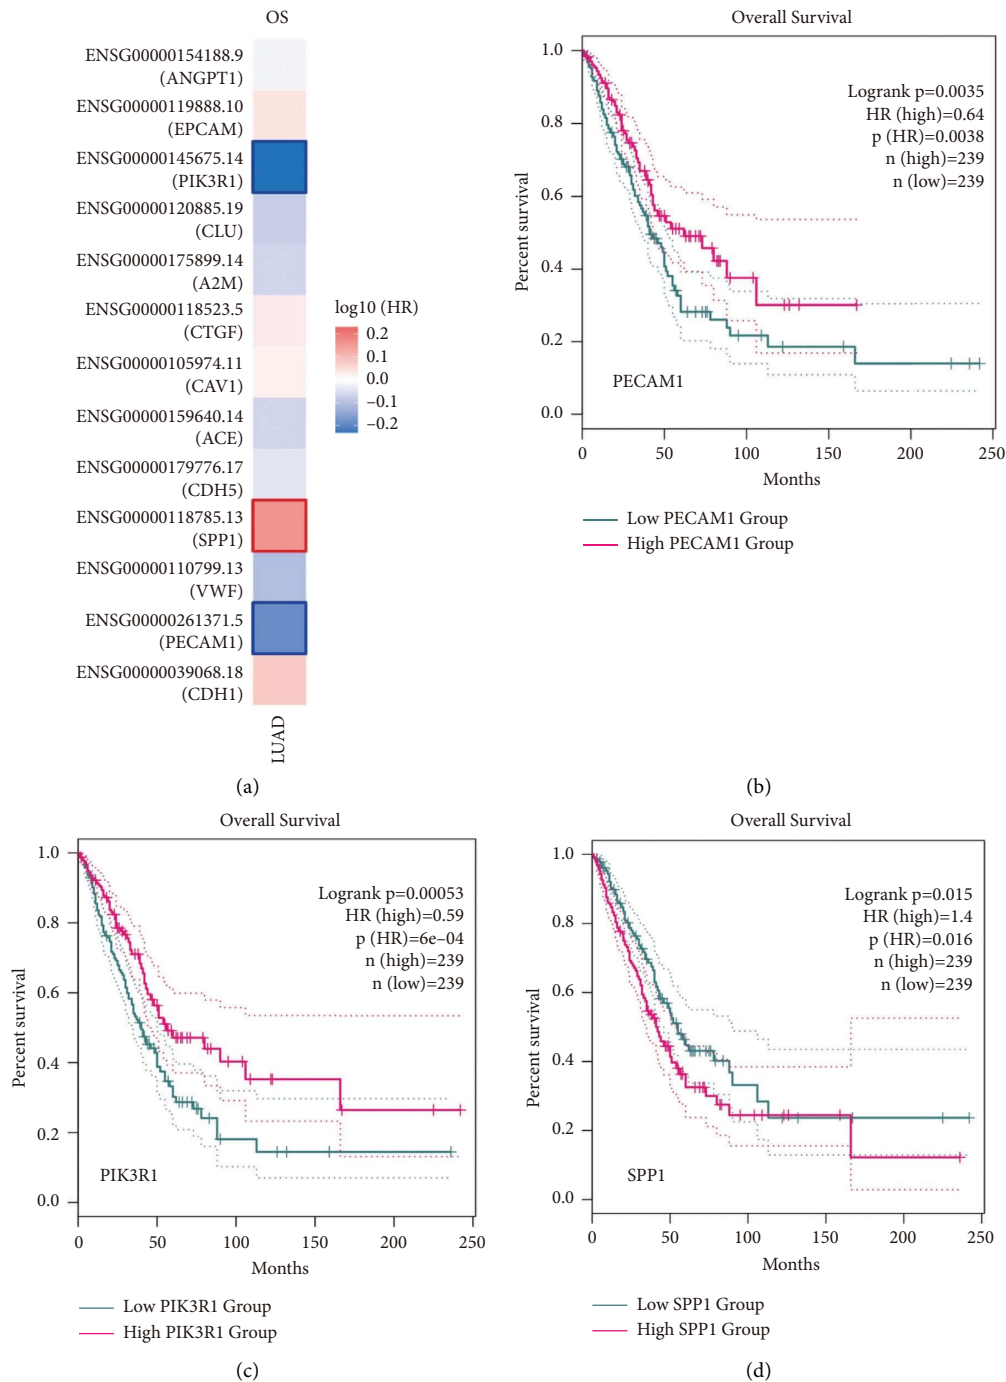 OS
ENSG00000154188.9
(ANGPT1)
ENSG00000119888.10
(EPCAM)
ENSG00000145675.14
(PIK3R1)
ENSG00000120885.19
(CLU)
ENSG00000175899.14
(A2M)
ENSG00000118523.5
(CTGF)
ENSG00000105974.11
(CAV1)
ENSG00000159640.14
(ACE)
ENSG00000179776.17
(CDH5)
ENSG00000118785.13
(SPP1)
ENSG00000110799.13
(VWF)
ENSG00000261371.5
(PECAM1)
ENSG00000039068.18
(CDH1)
LUAD
log10 (HR)
0.2
0.1
0.0
−0.1
−0.2
(a)
Overall Survival
Percent survival
1.0
0.8
0.6
0.4
0.2
0.0
Logrank p=0.0035
HR (high)=0.64
p (HR)=0.0038
n (high)=239
n (low)=239
PECAM1
0 50 100 150 200 250
Months
Low PECAM1 Group
High PECAM1 Group
(b)
Overall Survival
Percent survival
1.0
0.8
0.6
0.4
0.2
0.0
Logrank p=0.00053
HR (high)=0.59
p (HR)=6e−04
n (high)=239
n (low)=239
PIK3R1
0 50 100 150 200 250
Months
Low PIK3R1 Group
High PIK3R1 Group
(c)
Overall Survival
Percent survival
1.0
0.8
0.6
0.4
0.2
0.0
Logrank p=0.015
HR (high)=1.4
p (HR)=0.016
n (high)=239
n (low)=239
SPP1
0 50 100 150 200 250
Months
Low SPP1 Group
High SPP1 Group
(d)